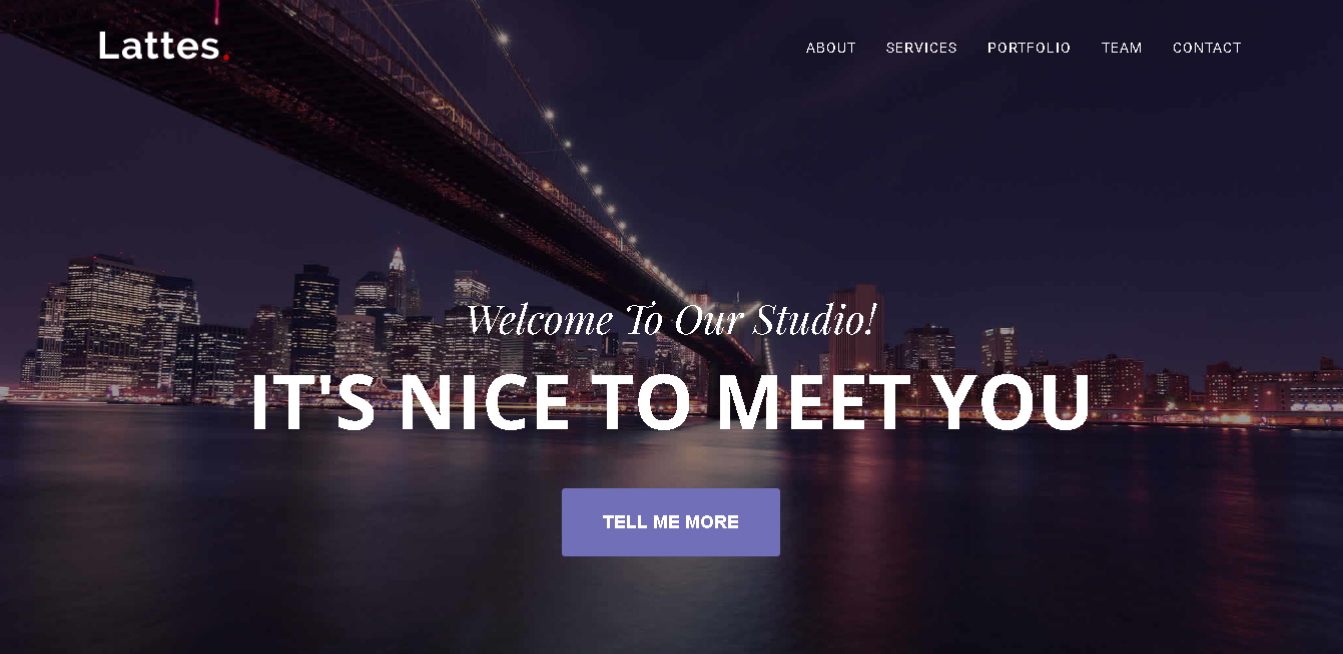 Lattes.
ABOUT SERVICES PORTFOLIO TEAM CONTACT
Welcome To Our Studio!
IT'S NICE TO MEET YOU
TELL ME MORE